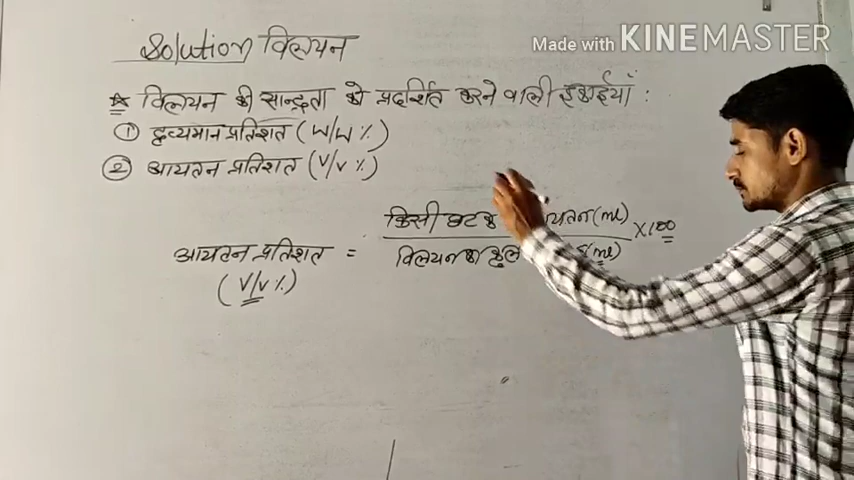 Made with KINEMASTER
Solution विलयन
* विलयन की सान्द्रता को प्रदर्शित करने वाली इकाईयाँ :
① द्रव्यमान प्रतिशत (W/W %)
② आयतन प्रतिशत (V/V %)
किसी घटक (ml)
आयतन प्रतिशत = ×100
विलयन का कुल (ml)
(V/V %)